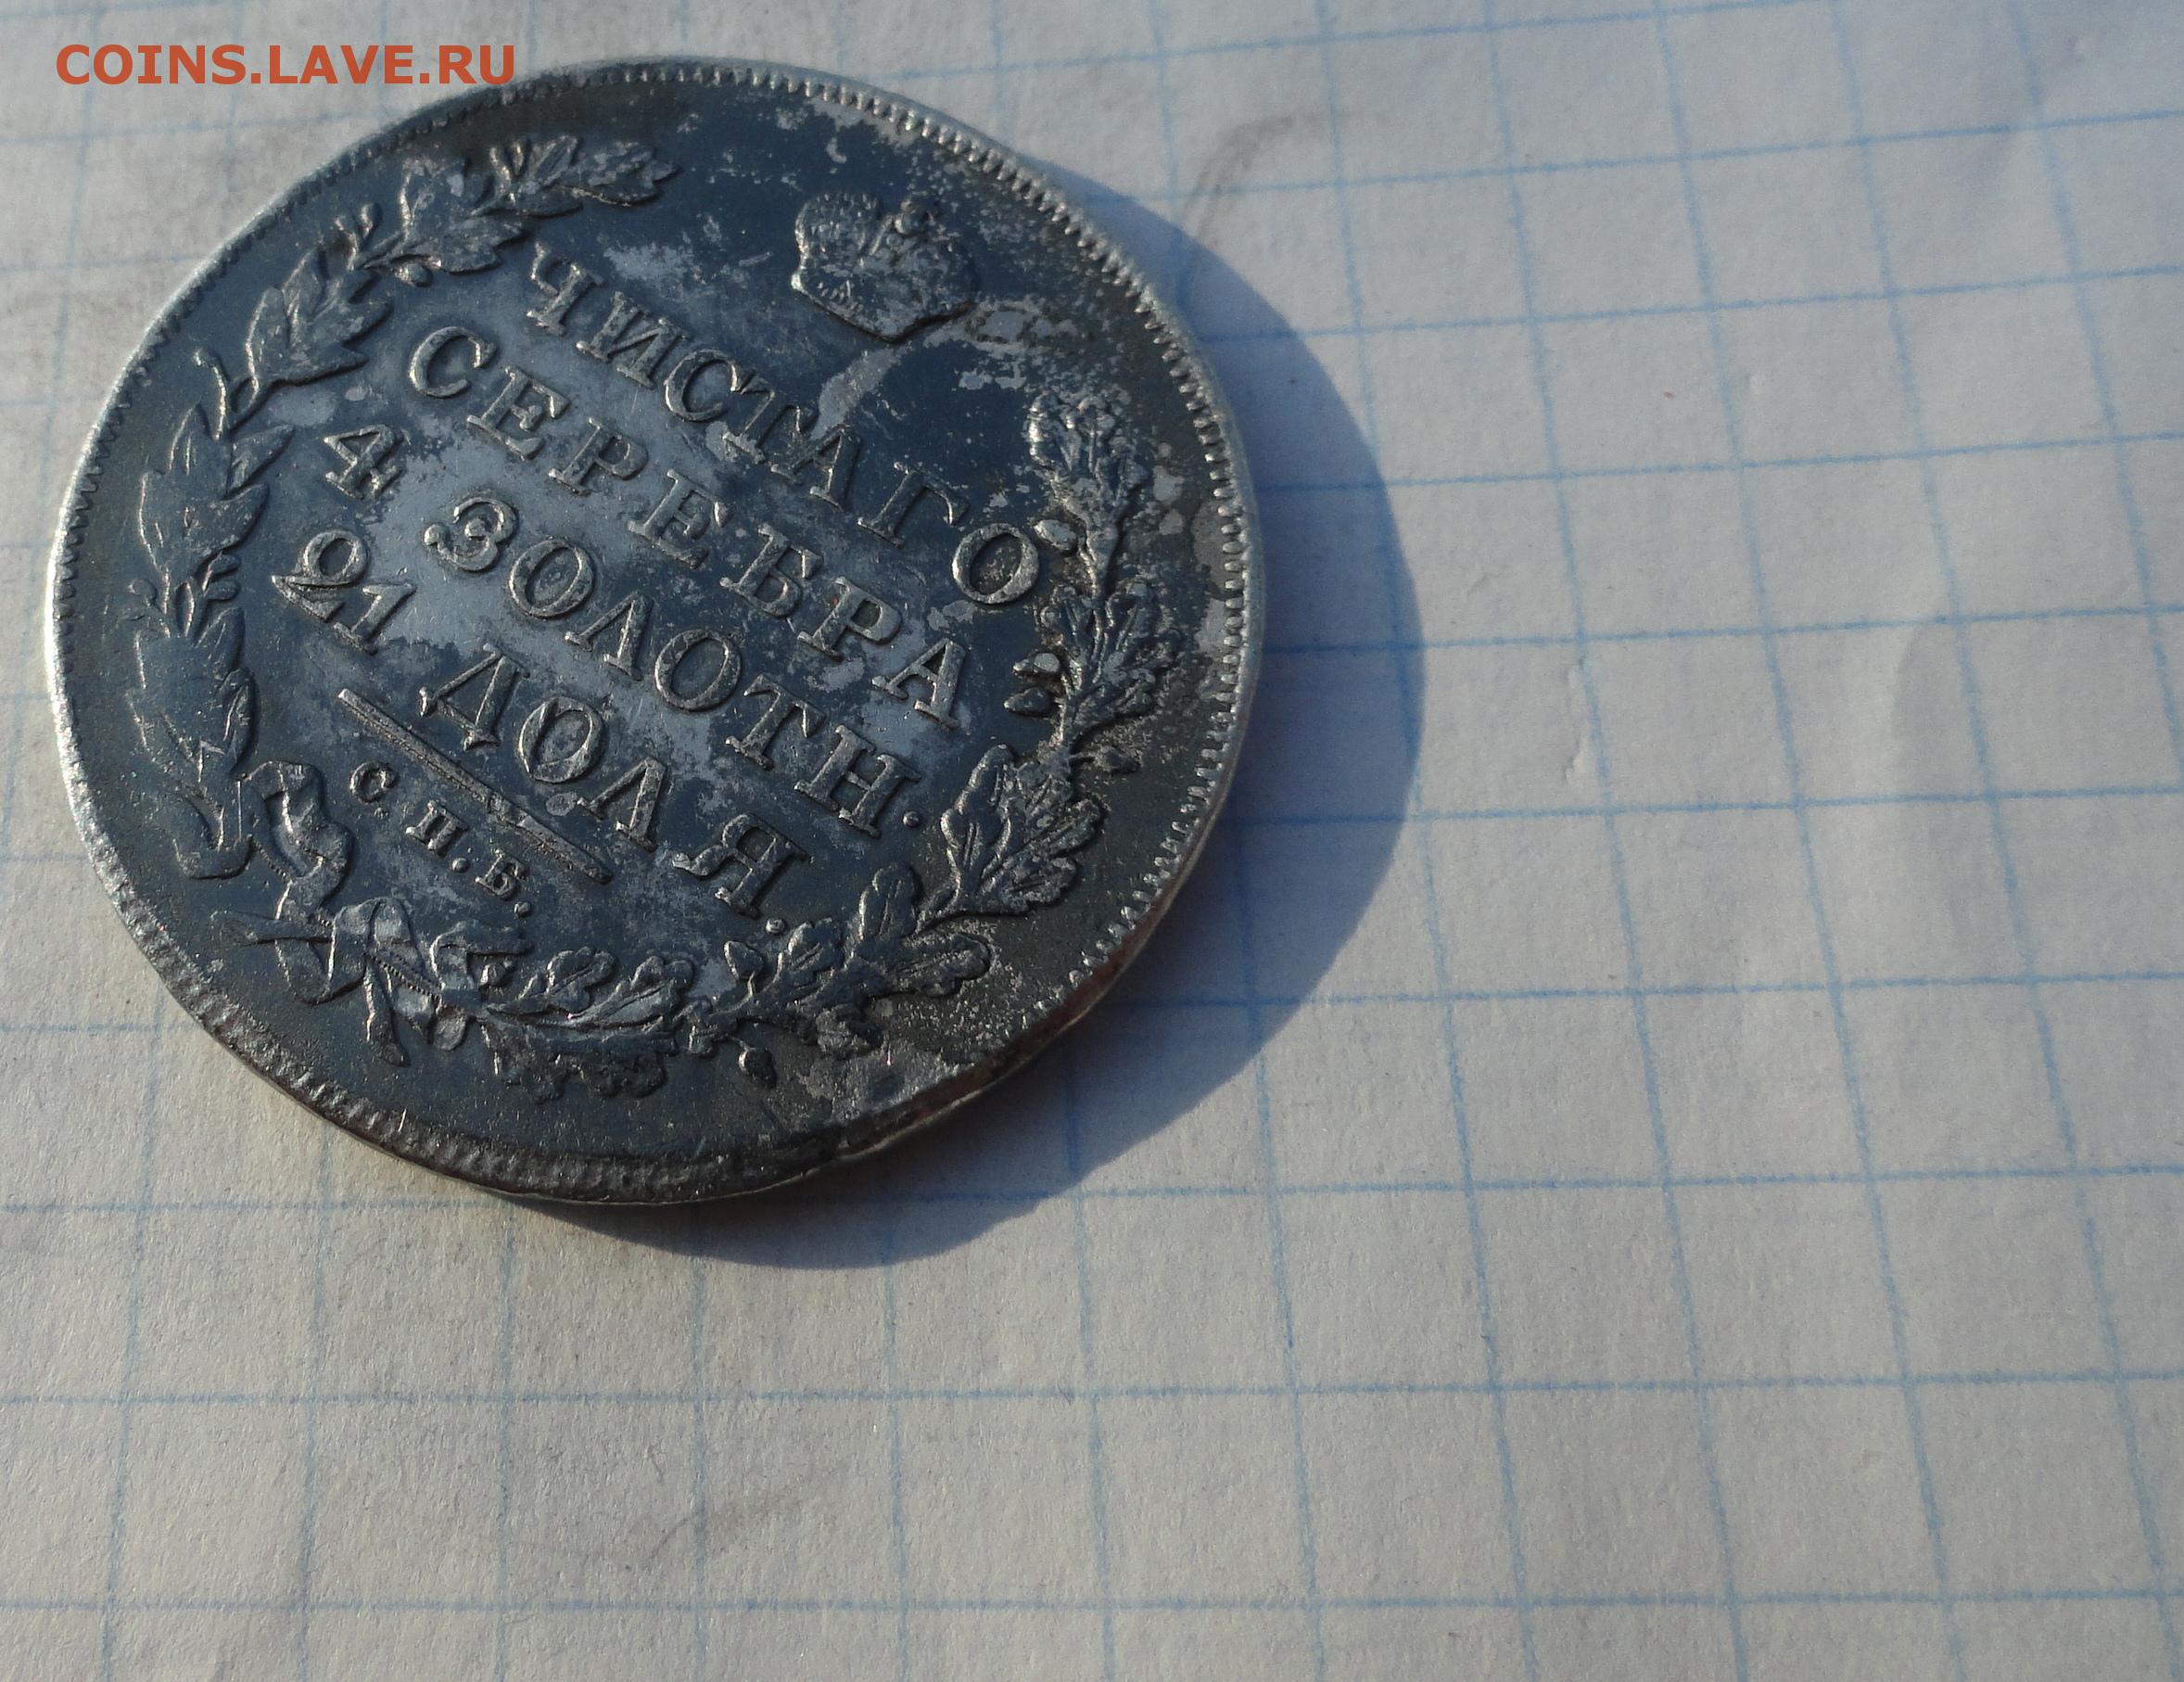 COINS.LAVE.RU
ЧИСТАГО
СЕРЕБРА
4 ЗОЛОТН.
21 ДОЛЯ.
С. П. Б.